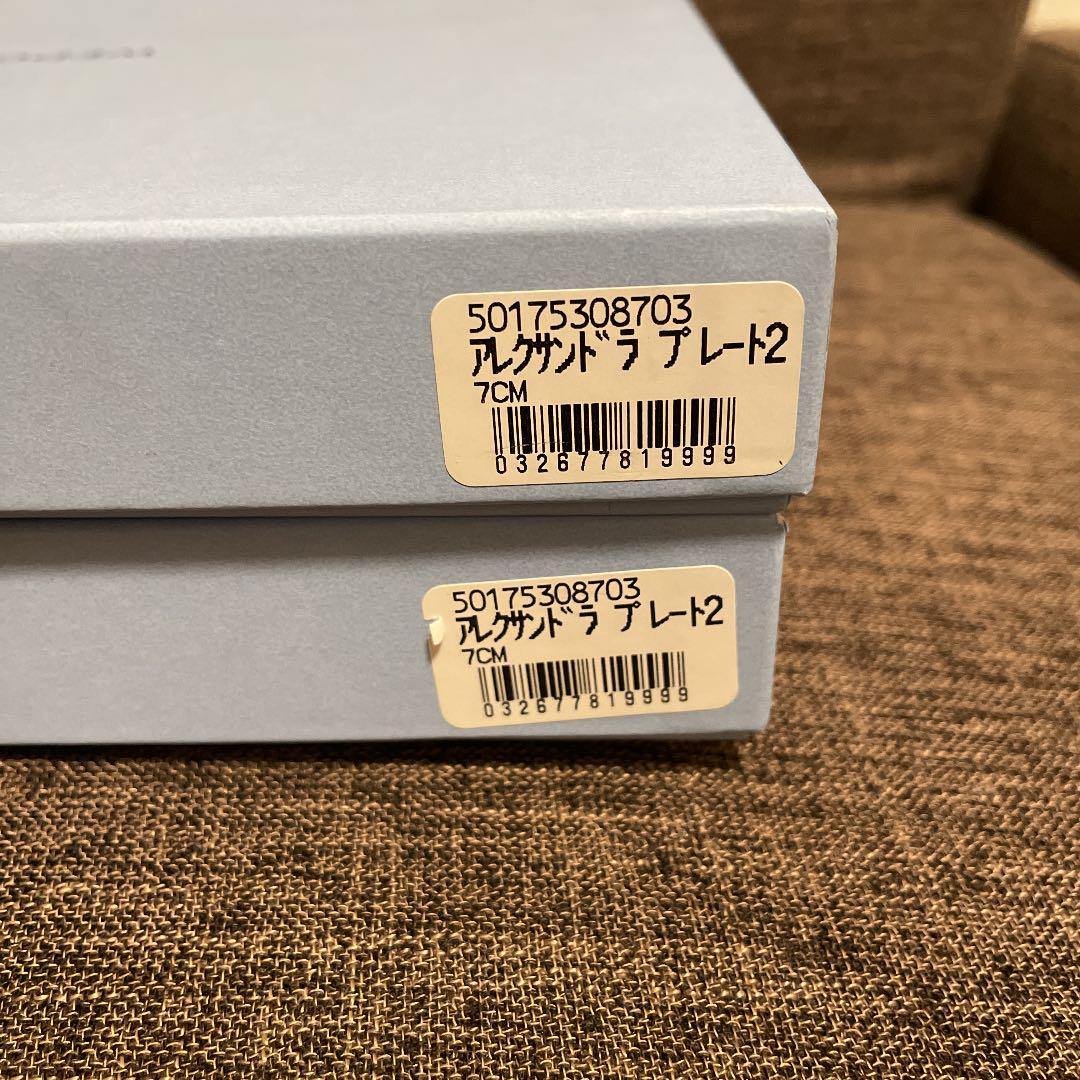 50175308703
ｱﾚｸｻﾝﾄﾞﾗ ﾌﾟﾚｰﾄ2
7CM
032677819999
50175308703
ｱﾚｸｻﾝﾄﾞﾗ ﾌﾟﾚｰﾄ2
7CM
032677819999